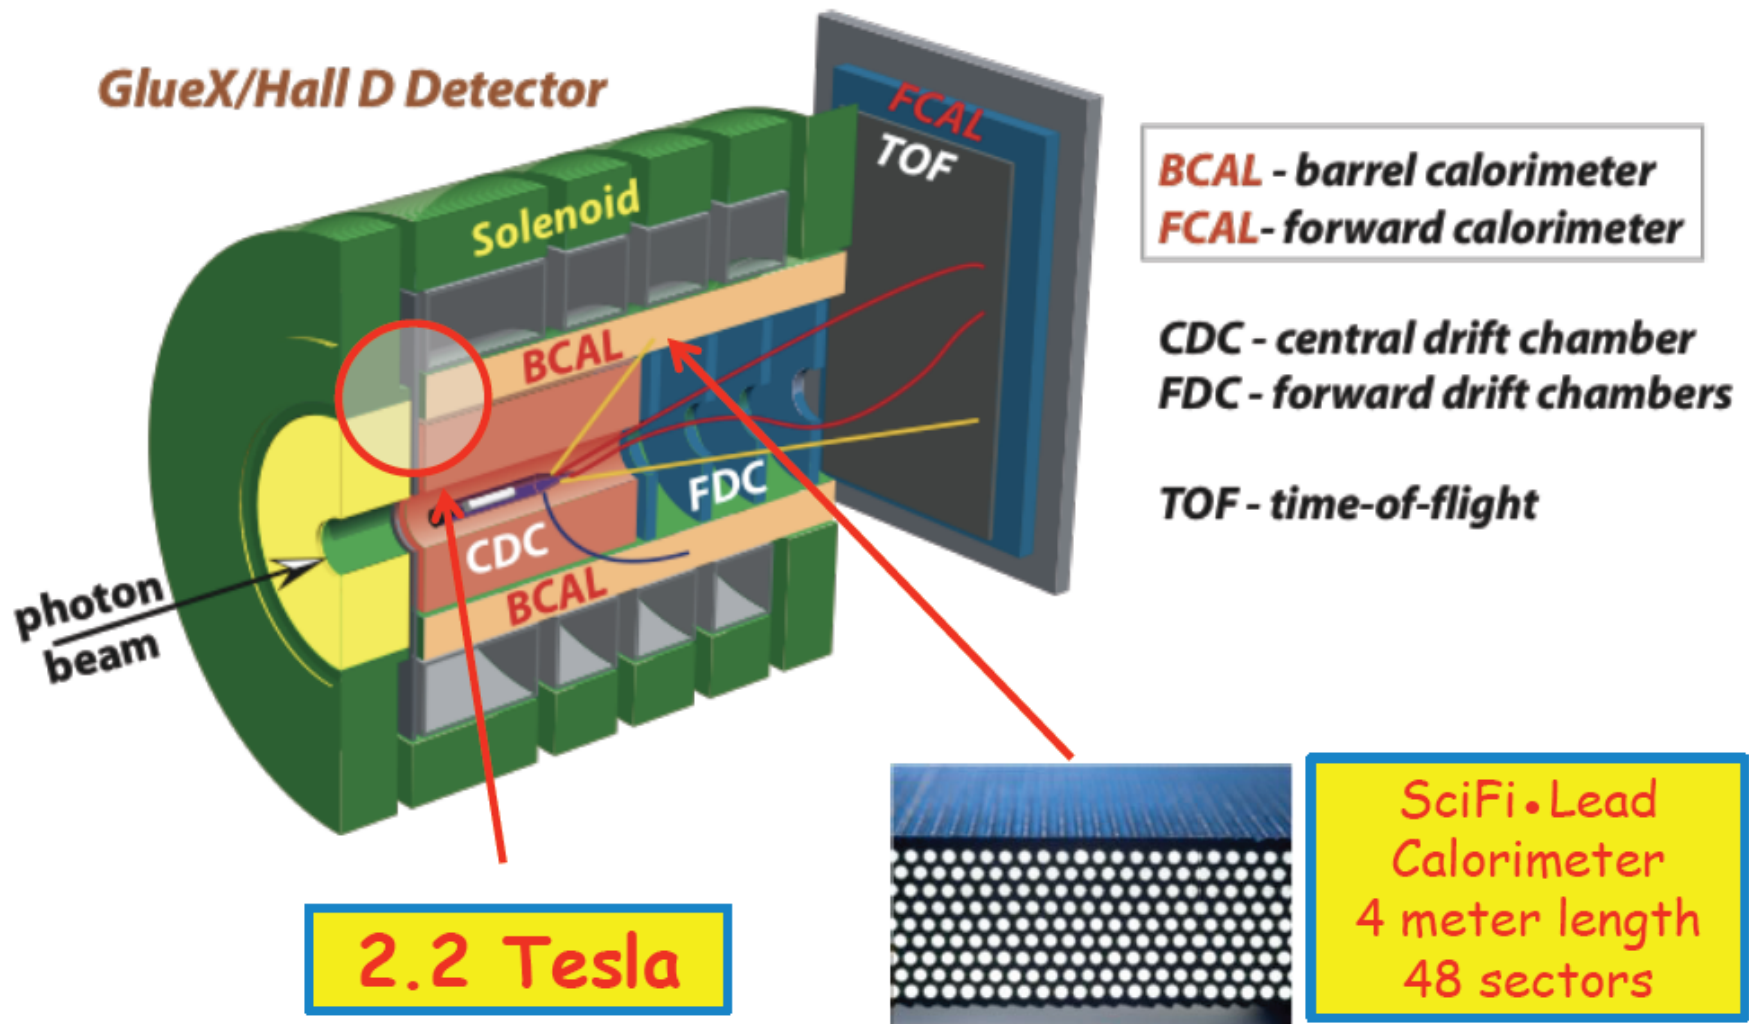 GlueX/Hall D Detector
FCAL
TOF
Solenoid
BCAL
FDC
CDC
BCAL
photon
beam
BCAL - barrel calorimeter
FCAL- forward calorimeter
CDC - central drift chamber
FDC - forward drift chambers
TOF - time-of-flight
2.2 Tesla
SciFi•Lead
Calorimeter
4 meter length
48 sectors